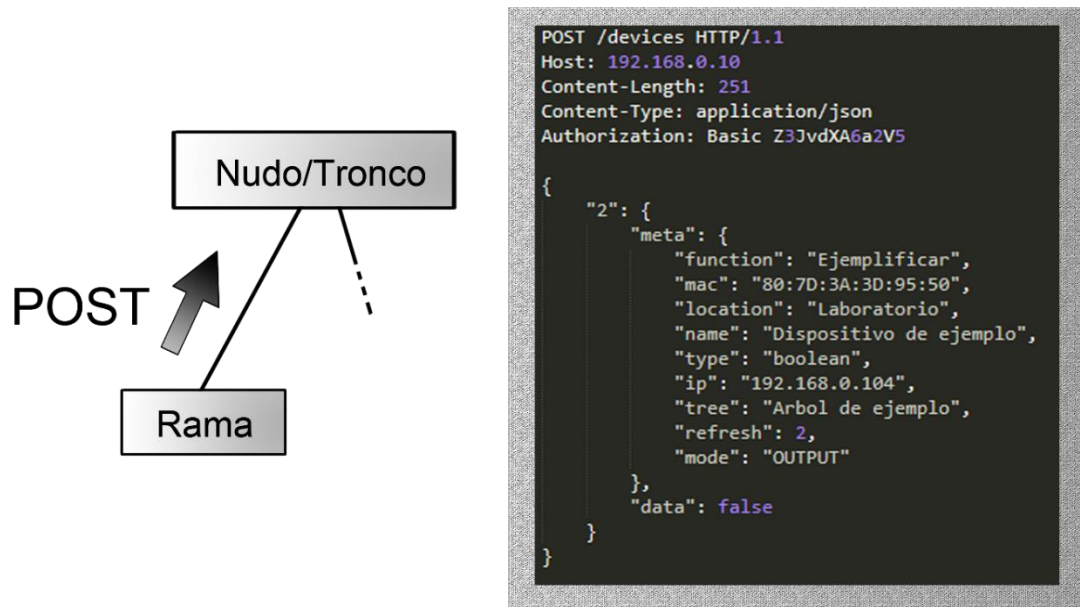 Nudo/Tronco
POST
Rama
POST /devices HTTP/1.1
Host: 192.168.0.10
Content-Length: 251
Content-Type: application/json
Authorization: Basic Z3JvdXA6a2V5
{
"2": {
"meta": {
"function": "Ejemplificar",
"mac": "80:7D:3A:3D:95:50",
"location": "Laboratorio",
"name": "Dispositivo de ejemplo",
"type": "boolean",
"ip": "192.168.0.104",
"tree": "Arbol de ejemplo",
"refresh": 2,
"mode": "OUTPUT"
},
"data": false
}
}